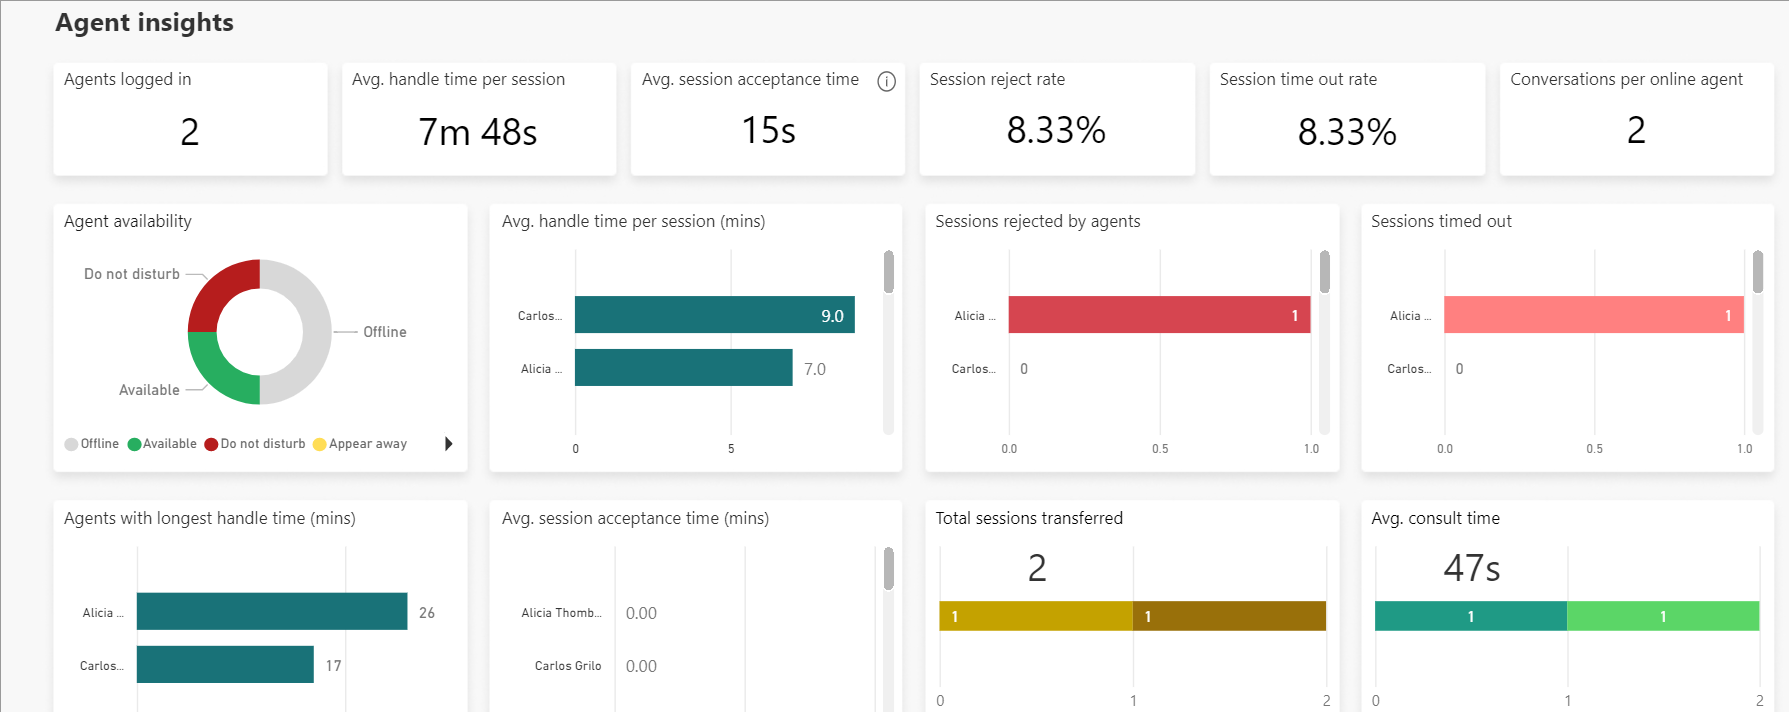 Agent insights
Agents logged in
2
Avg. handle time per session
7m 48s
Avg. session acceptance time
15s
Session reject rate
8.33%
Session time out rate
8.33%
Conversations per online agent
2
Agent availability
Do not disturb
Offline
Available
Offline Available Do not disturb Appear away
Avg. handle time per session (mins)
Carlos... 9.0
Alicia ... 7.0
0 5
Sessions rejected by agents
Alicia ... 1
Carlos... 0
0.0 0.5 1.0
Sessions timed out
Alicia ... 1
Carlos... 0
0.0 0.5 1.0
Agents with longest handle time (mins)
Alicia ... 26
Carlos... 17
Avg. session acceptance time (mins)
Alicia Thomb... 0.00
Carlos Grilo 0.00
Total sessions transferred
2
1 1
0 1 2
Avg. consult time
47s
1 1
0 1 2